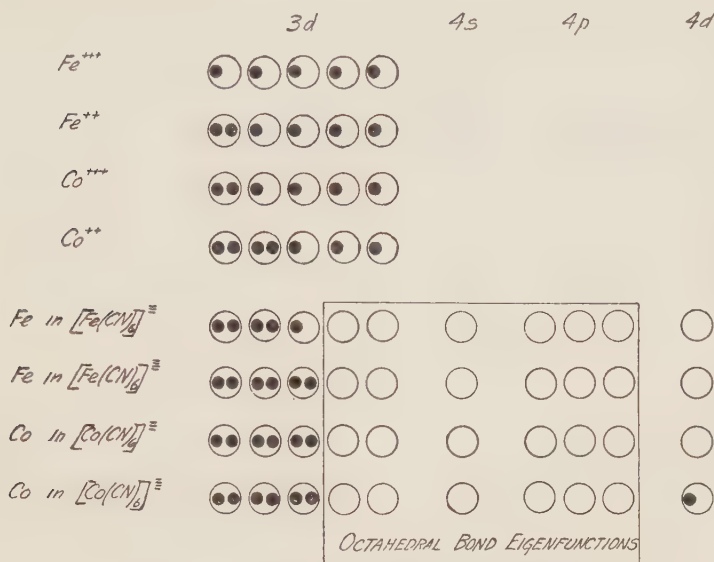 3d 4s 4p 4d
Fe+++
Fe++
Co+++
Co++
Fe in [Fe(CN)6]≡
Fe in [Fe(CN)6]≣
Co in [Co(CN)6]≡
Co in [Co(CN)6]≣
OCTAHEDRAL BOND EIGENFUNCTIONS